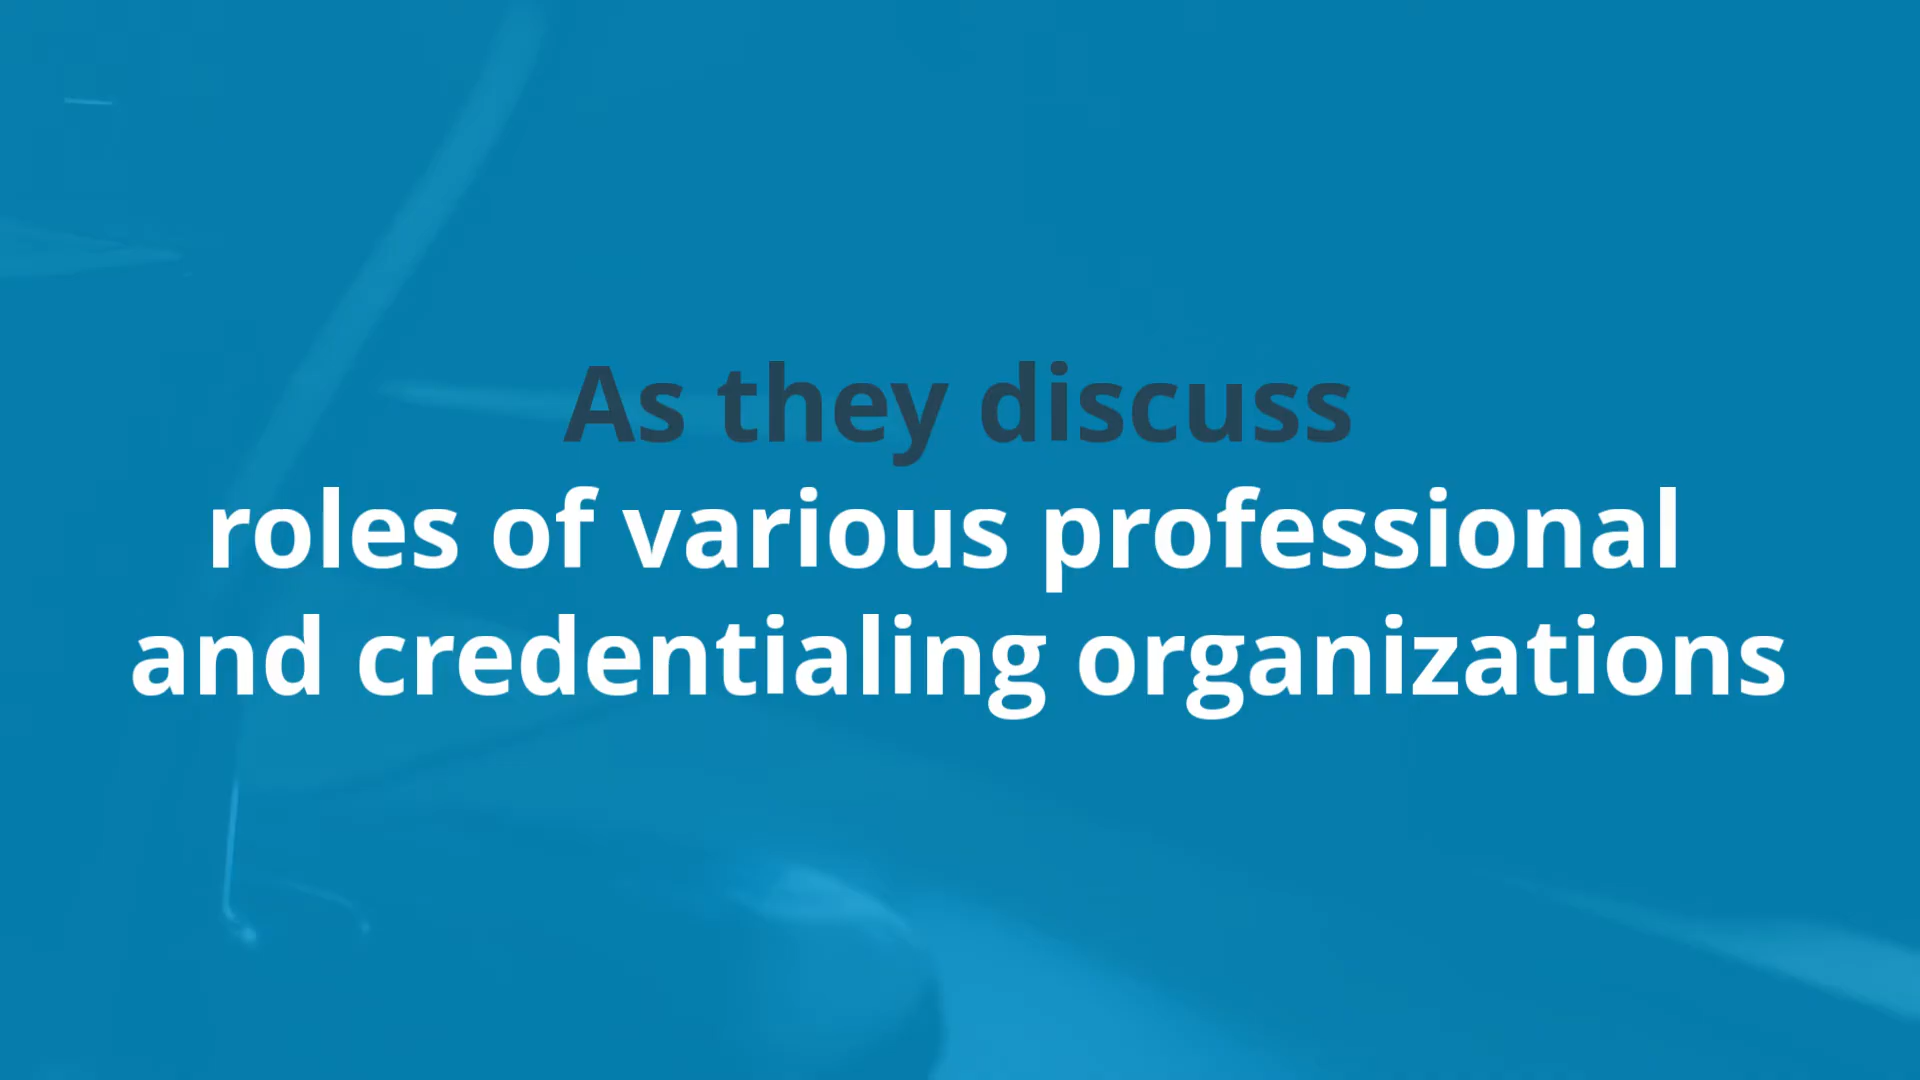 As they discuss
roles of various professional
and credentialing organizations